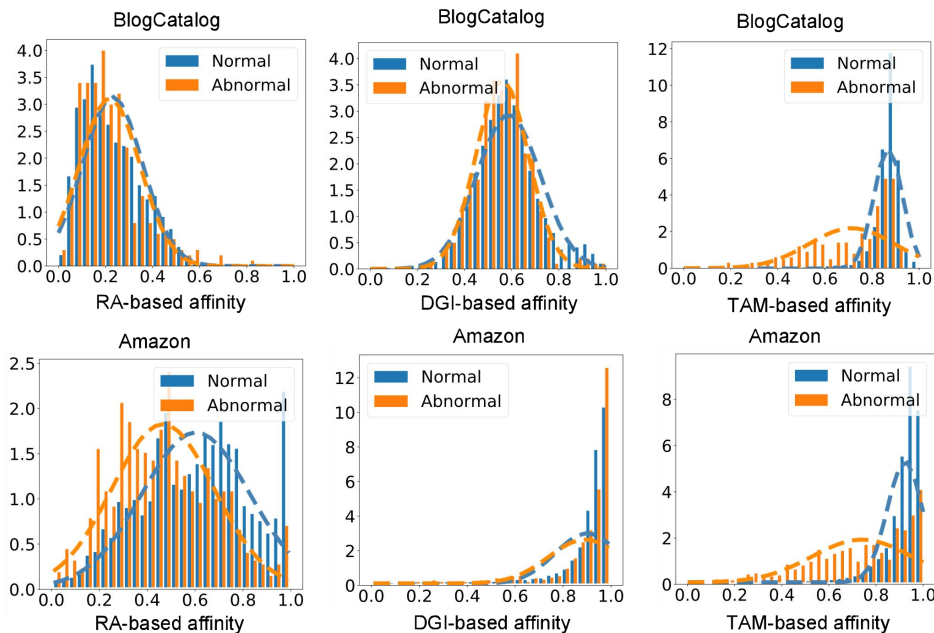 BlogCatalog
4.0
3.5
3.0
2.5
2.0
1.5
1.0
0.5
0.0
Normal
Abnormal
0.0 0.2 0.4 0.6 0.8 1.0
RA-based affinity
4.0
3.5
3.0
2.5
2.0
1.5
1.0
0.5
0.0
Normal
Abnormal
0.0 0.2 0.4 0.6 0.8 1.0
DGI-based affinity
BlogCatalog
12
10
8
6
4
2
0
Normal
Abnormal
0.0 0.2 0.4 0.6 0.8 1.0
TAM-based affinity
BlogCatalog
Amazon
2.5
2.0
1.5
1.0
0.5
0.0
Normal
Abnormal
0.0 0.2 0.4 0.6 0.8 1.0
RA-based affinity
Amazon
12
10
8
6
4
2
0
Normal
Abnormal
0.0 0.2 0.4 0.6 0.8 1.0
DGI-based affinity
Amazon
8
6
4
2
0
Normal
Abnormal
0.0 0.2 0.4 0.6 0.8 1.0
TAM-based affinity